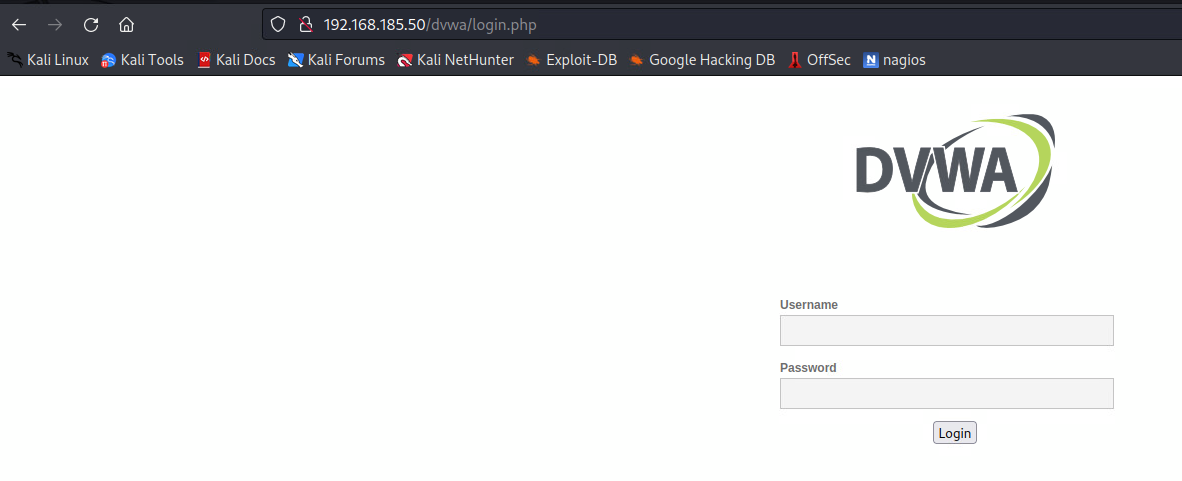 192.168.185.50/dvwa/login.php
Kali Linux Kali Tools Kali Docs Kali Forums Kali NetHunter Exploit-DB Google Hacking DB OffSec nagios
DVWA
Username
Password
Login